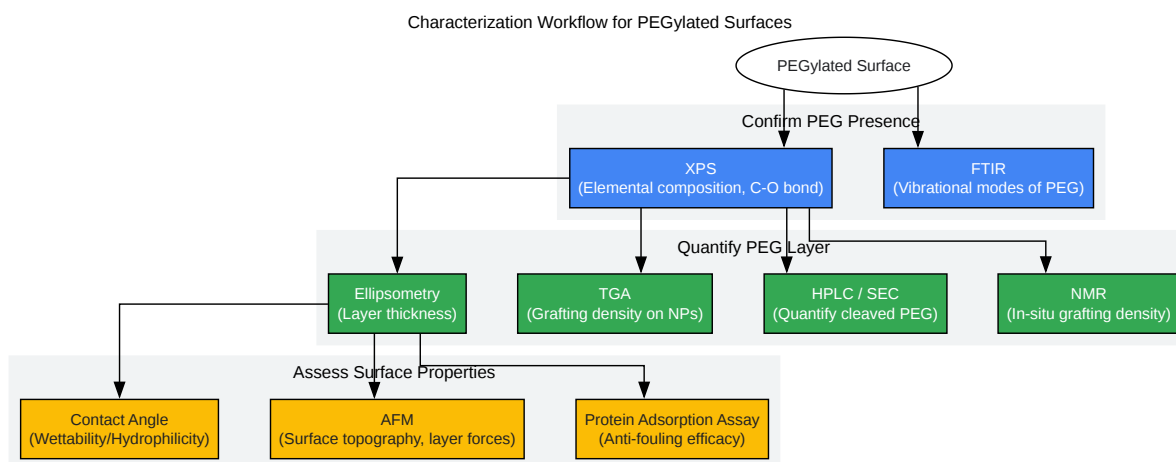 Characterization Workflow for PEGylated Surfaces
PEGylated Surface
Confirm PEG Presence
XPS
(Elemental composition, C-O bond)
FTIR
(Vibrational modes of PEG)
Quantify PEG Layer
Ellipsometry
(Layer thickness)
TGA
(Grafting density on NPs)
HPLC / SEC
(Quantify cleaved PEG)
NMR
(In-situ grafting density)
Assess Surface Properties
Contact Angle
(Wettability/Hydrophilicity)
AFM
(Surface topography, layer forces)
Protein Adsorption Assay
(Anti-fouling efficacy)